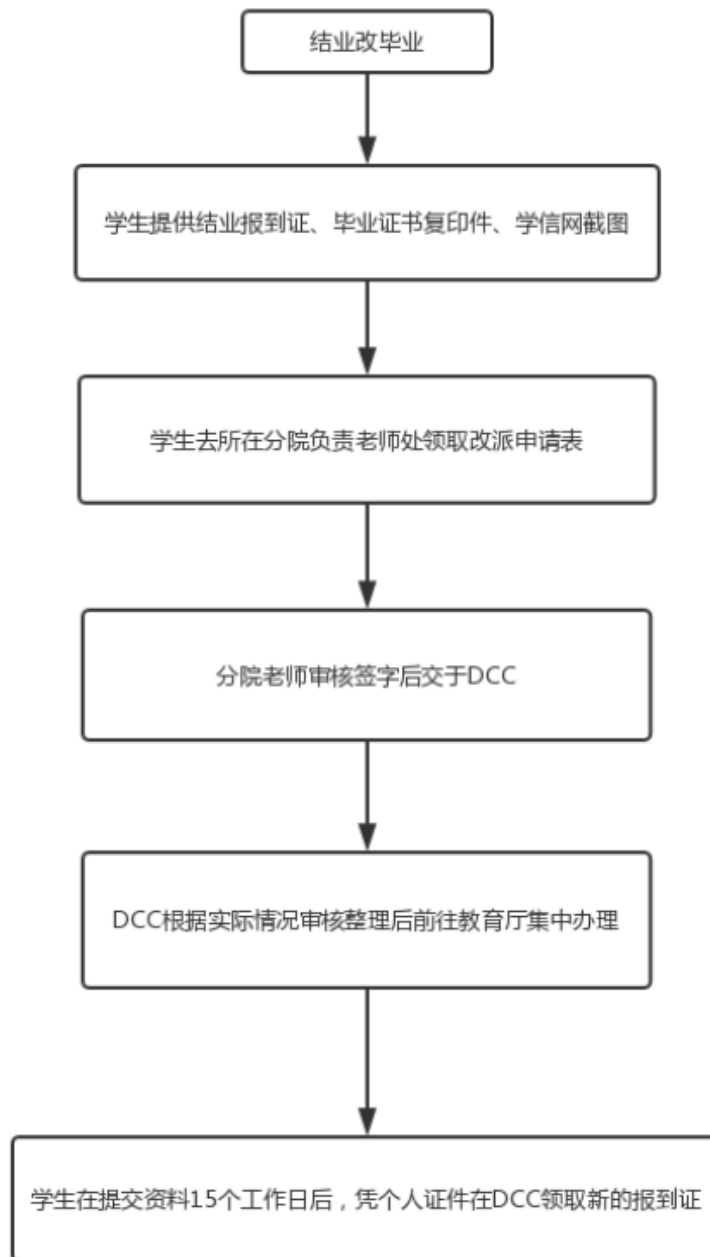 结业改毕业
学生提供结业报到证、毕业证书复印件、学信网截图
学生去所在分院负责老师处领取改派申请表
分院老师审核签字后交于DCC
DCC根据实际情况审核整理后前往教育厅集中办理
学生在提交资料15个工作日后，凭个人证件在DCC领取新的报到证